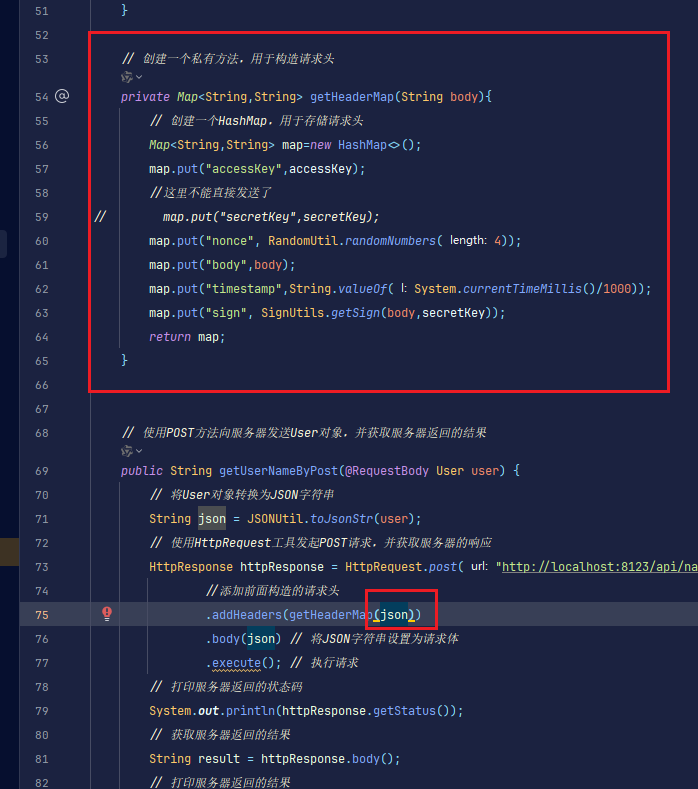 51 }
52
53 // 创建一个私有方法，用于构造请求头
54 private Map<String,String> getHeaderMap(String body){
55 // 创建一个HashMap，用于存储请求头
56 Map<String,String> map=new HashMap<>();
57 map.put("accessKey",accessKey);
58 //这里不能直接发送了
59 // map.put("secretKey",secretKey);
60 map.put("nonce", RandomUtil.randomNumbers( length: 4));
61 map.put("body",body);
62 map.put("timestamp",String.valueOf( l: System.currentTimeMillis()/1000));
63 map.put("sign", SignUtils.getSign(body,secretKey));
64 return map;
65 }
66
67
68 // 使用POST方法向服务器发送User对象，并获取服务器返回的结果
69 public String getUserNameByPost(@RequestBody User user) {
70 // 将User对象转换为JSON字符串
71 String json = JSONUtil.toJsonStr(user);
72 // 使用HttpRequest工具发起POST请求，并获取服务器的响应
73 HttpResponse httpResponse = HttpRequest.post( url: "http://localhost:8123/api/na
74 //添加前面构造的请求头
75 .addHeaders(getHeaderMap(json))
76 .body(json) // 将JSON字符串设置为请求体
77 .execute(); // 执行请求
78 // 打印服务器返回的状态码
79 System.out.println(httpResponse.getStatus());
80 // 获取服务器返回的结果
81 String result = httpResponse.body();
82 // 打印服务器返回的结果